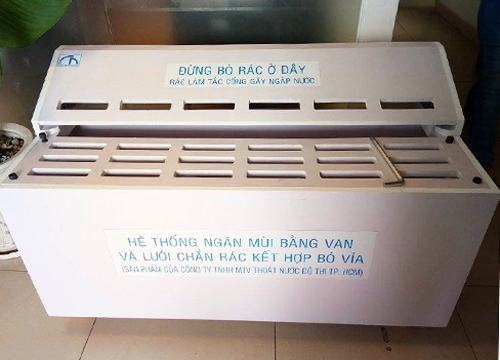 ĐỪNG BỎ RÁC Ở ĐÂY
RÁC LÀM TẮC CỐNG GÂY NGẬP NƯỚC
HỆ THỐNG NGĂN MÙI BẰNG VAN
VÀ LƯỚI CHẮN RÁC KẾT HỢP BÓ VỈA
(SẢN PHẨM CỦA CÔNG TY TNHH MTV THOÁT NƯỚC ĐÔ THỊ TP. HCM)